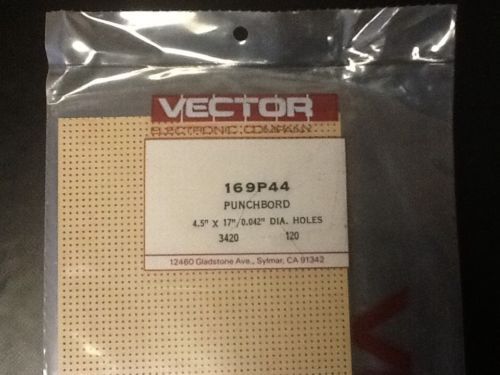 VECTOR
ELECTRONIC COMPANY
169P44
PUNCHBORD
4.5" X 17"/0.042" DIA. HOLES
3420 120
12460 Gladstone Ave., Sylmar, CA 91342
V